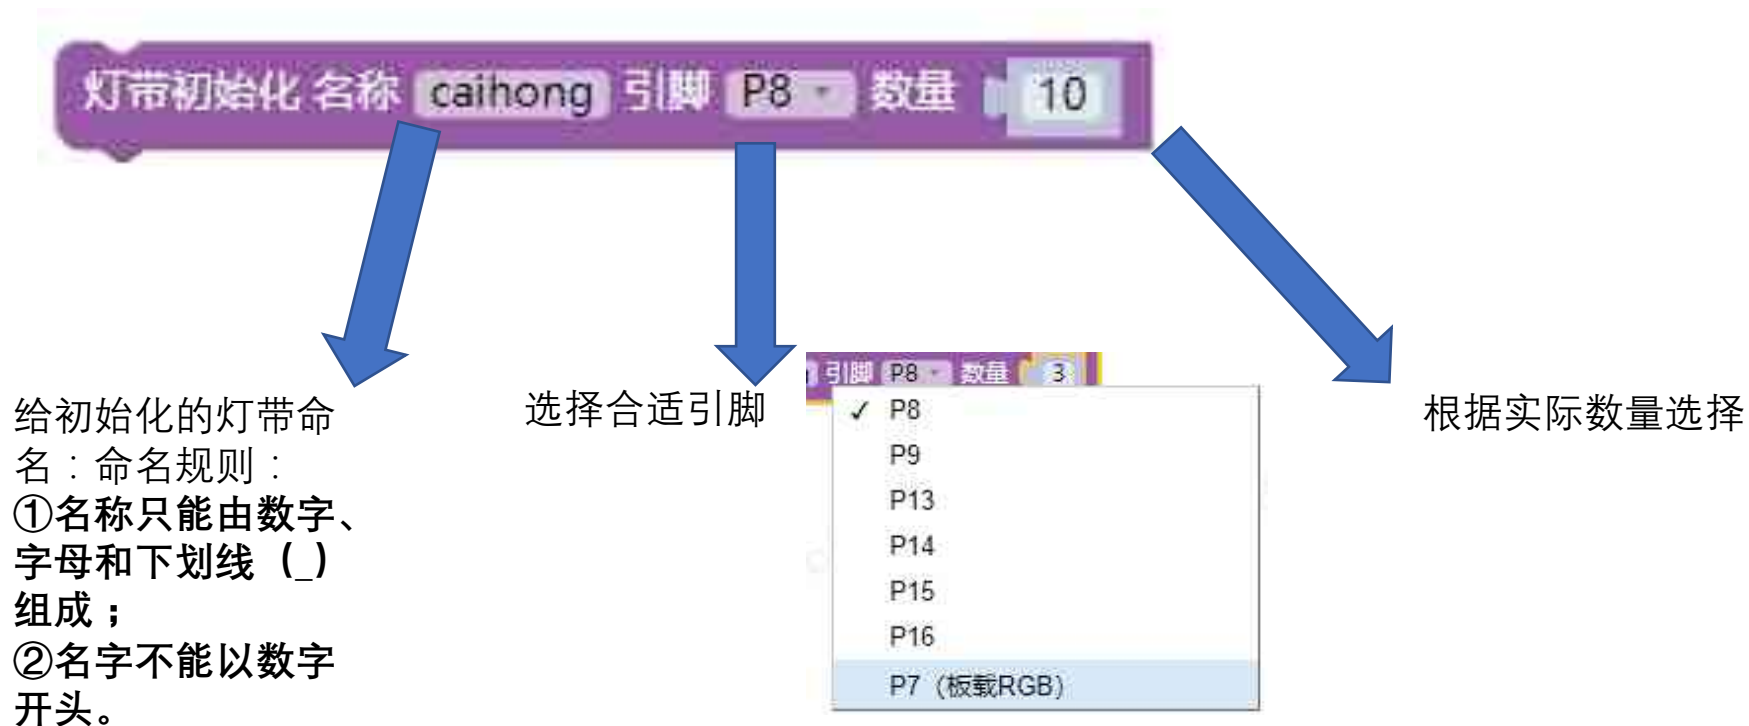 灯带初始化 名称 caihong 引脚 P8 数量 10
给初始化的灯带命
名：命名规则：
①名称只能由数字、
字母和下划线（_）
组成；
②名字不能以数字
开头。
选择合适引脚
引脚 P8 数量 3
✓ P8
P9
P13
P14
P15
P16
P7（板载RGB）
根据实际数量选择